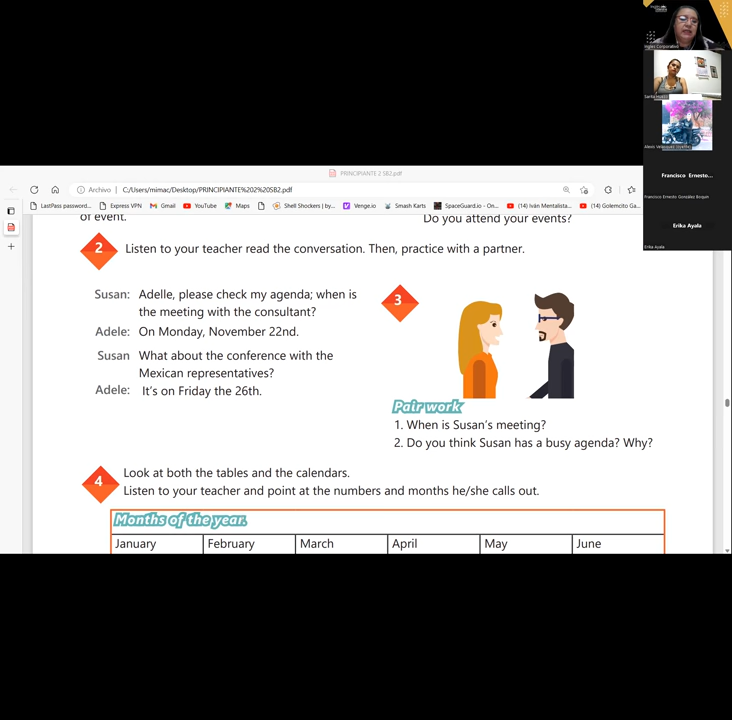 PRINCIPIANTE 2 SB2.pdf
Archivo C:/Users/mimac/Desktop/PRINCIPIANTE%202%20SB2.pdf
LastPass password... Express VPN Gmail YouTube Maps Shell Shockers | by... Venge.io Smash Karts SpaceGuard.io - On... (14) Iván Mentalista... (14) Golemcito Ga...
of event.
Do you attend your events?
2 Listen to your teacher read the conversation. Then, practice with a partner.
Susan: Adelle, please check my agenda; when is
the meeting with the consultant?
Adele: On Monday, November 22nd.
Susan What about the conference with the
Mexican representatives?
Adele: It's on Friday the 26th.
3
Pair work
1. When is Susan's meeting?
2. Do you think Susan has a busy agenda? Why?
4 Look at both the tables and the calendars.
Listen to your teacher and point at the numbers and months he/she calls out.
Months of the year.
January February March April May June
Inglés Corporativo
Francisco Ernesto...
Francisco Ernesto González Boquin
Erika Ayala
Erika Ayala